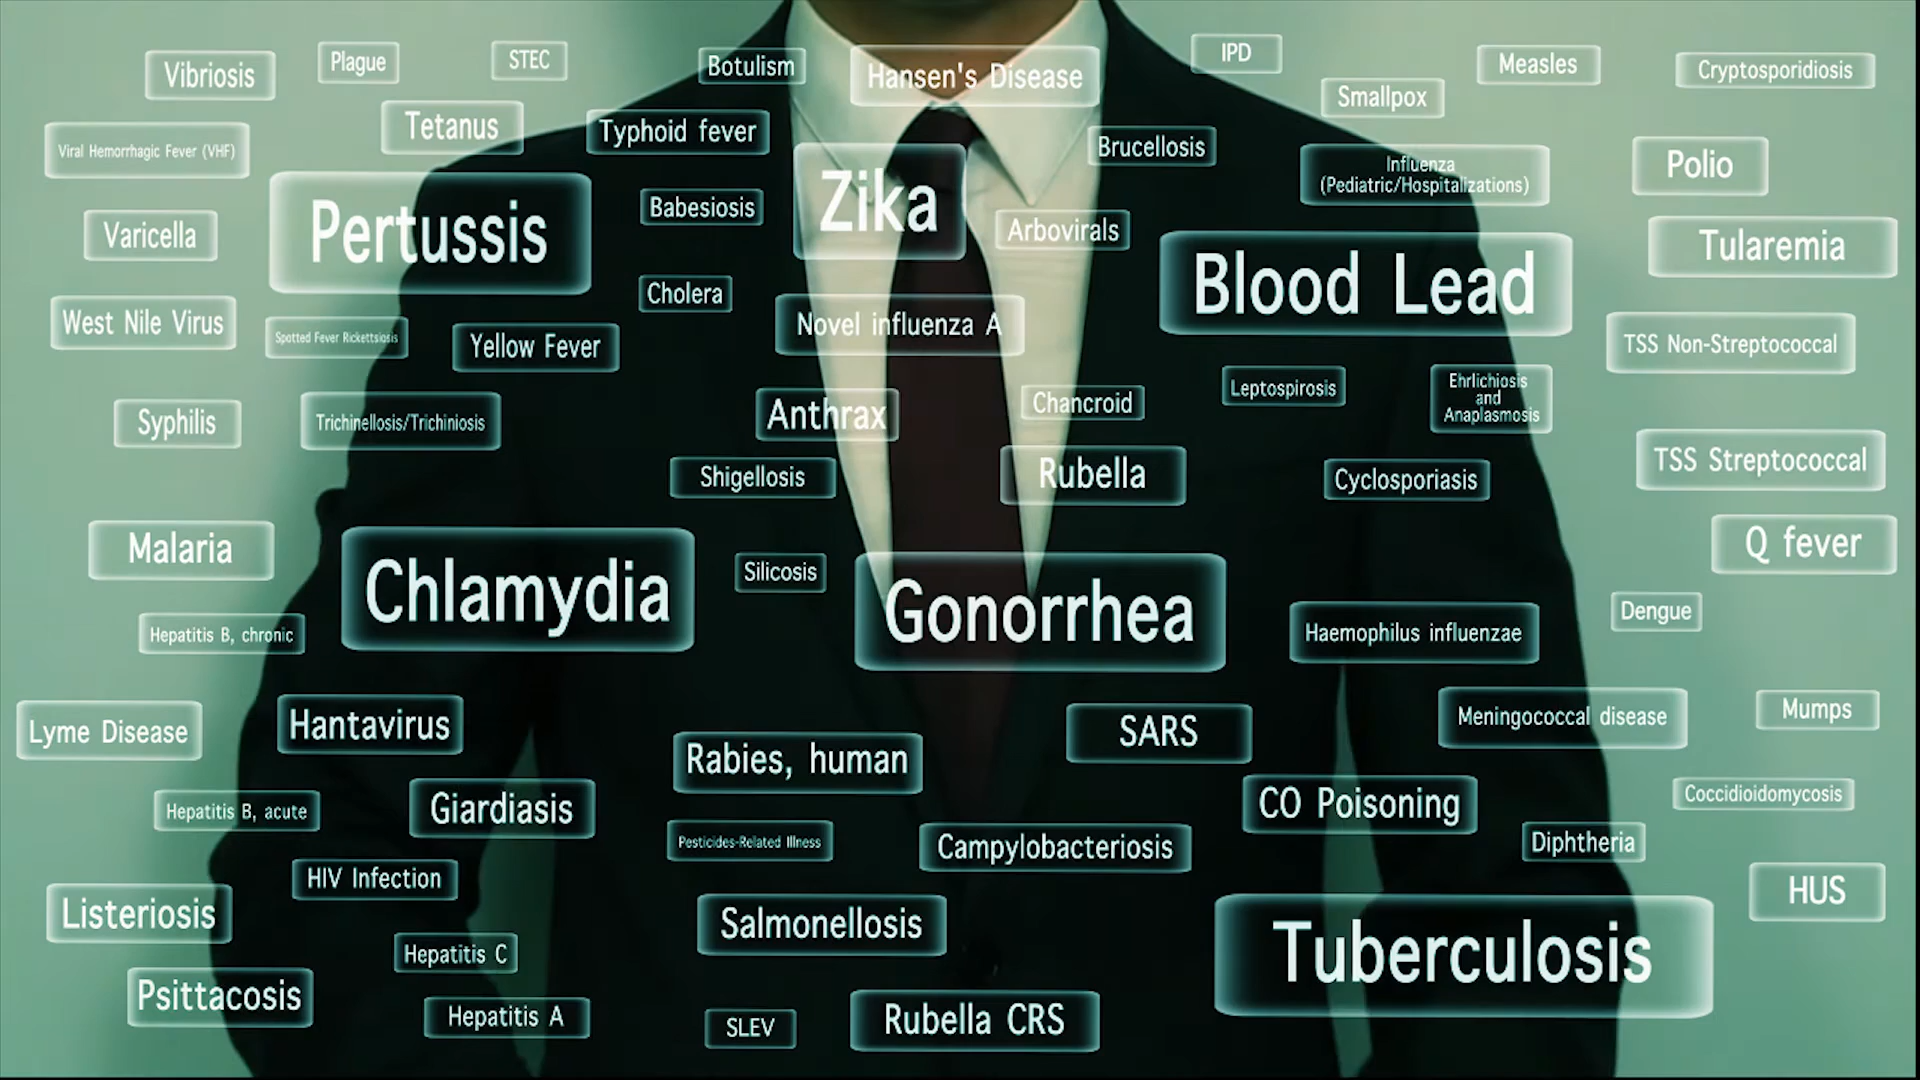 Vibriosis
Plague
STEC
Botulism
Hansen's Disease
IPD
Smallpox
Measles
Cryptosporidiosis
Viral Hemorrhagic Fever (VHF)
Tetanus
Typhoid fever
Brucellosis
Influenza
(Pediatric/Hospitalizations)
Polio
Varicella
Pertussis
Babesiosis
Zika
Arbovirals
Blood Lead
Tularemia
West Nile Virus
Spotted Fever Rickettsiosis
Yellow Fever
Cholera
Novel influenza A
TSS Non-Streptococcal
Syphilis
Trichinellosis/Trichiniosis
Anthrax
Chancroid
Leptospirosis
Ehrlichiosis
and
Anaplasmosis
Shigellosis
Rubella
Cyclosporiasis
TSS Streptococcal
Malaria
Chlamydia
Silicosis
Gonorrhea
Q fever
Hepatitis B, chronic
Haemophilus influenzae
Dengue
Lyme Disease
Hantavirus
Rabies, human
SARS
Meningococcal disease
Mumps
Hepatitis B, acute
Giardiasis
Pesticides-Related Illness
Campylobacteriosis
CO Poisoning
Diphtheria
Coccidioidomycosis
HIV Infection
Listeriosis
Salmonellosis
Tuberculosis
HUS
Hepatitis C
Psittacosis
Hepatitis A
SLEV
Rubella CRS